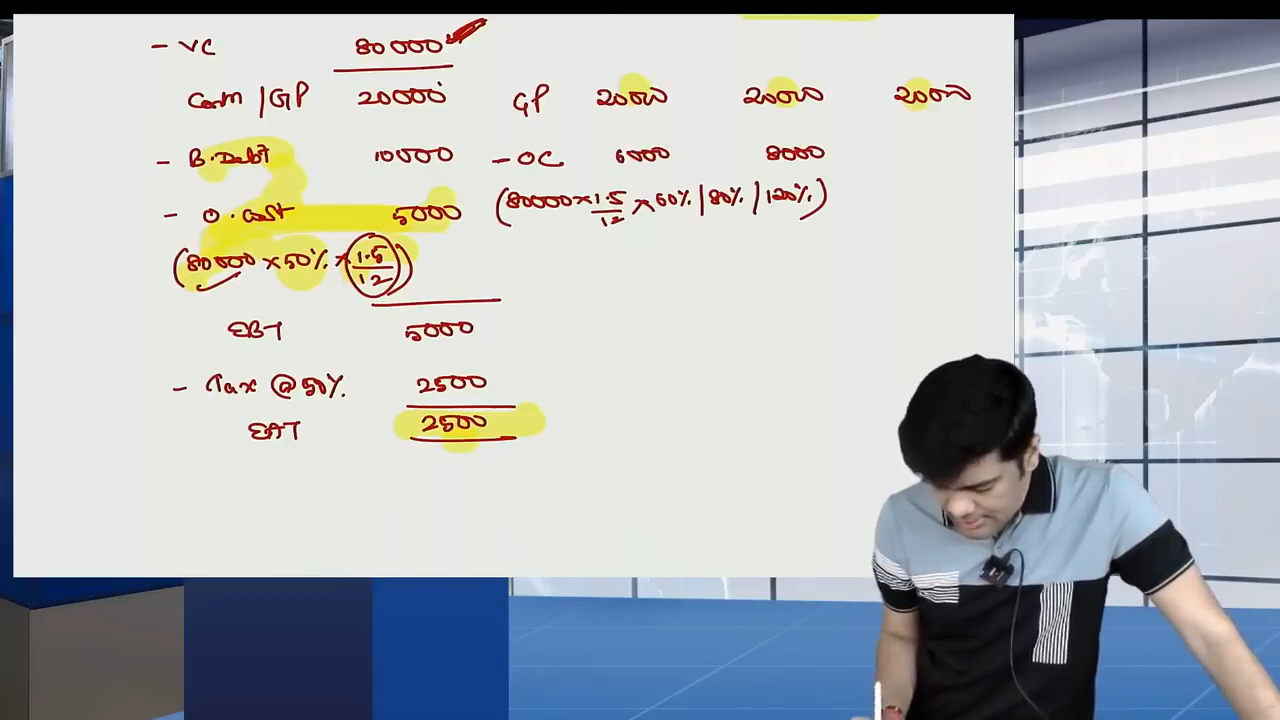 - VC 80000
Cont /GP 20000 GP 20000 20000 20000
- B. Debt 10000 - OC 6000 8000
- O. cost 5000 (80000 × 1.5/12 × 60% | 80% | 120%)
(80000 × 50% × 1.5/12)
EBT 5000
- Tax @ 50% 2500
EAT 2500